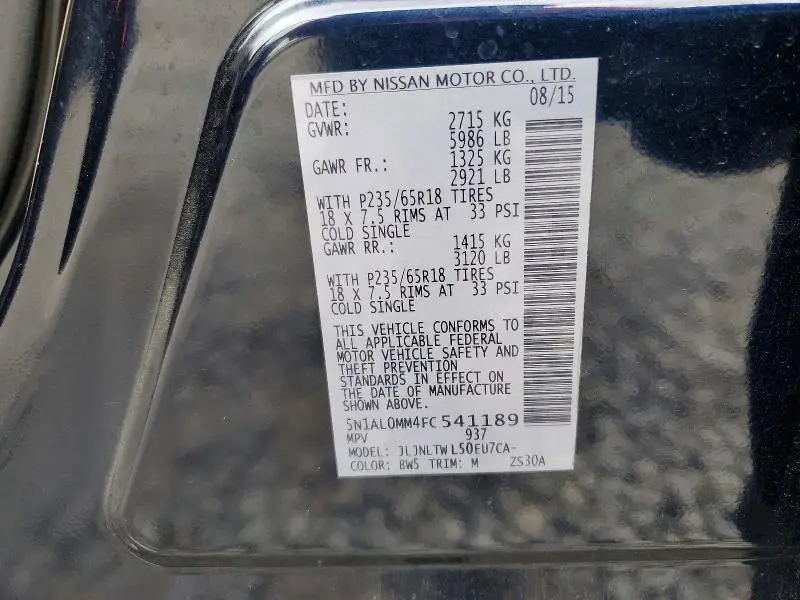 MFD BY NISSAN MOTOR CO., LTD.
DATE: 08/15
GVWR: 2715 KG
5986 LB
GAWR FR.: 1325 KG
2921 LB
WITH P235/65R18 TIRES
18 X 7.5 RIMS AT 33 PSI
COLD SINGLE
GAWR RR.: 1415 KG
3120 LB
WITH P235/65R18 TIRES
18 X 7.5 RIMS AT 33 PSI
COLD SINGLE
THIS VEHICLE CONFORMS TO
ALL APPLICABLE FEDERAL
MOTOR VEHICLE SAFETY AND
THEFT PREVENTION
STANDARDS IN EFFECT ON
THE DATE OF MANUFACTURE
SHOWN ABOVE.
5N1AL0MM4FC541189
MPV 937
MODEL: JLJNLTWL50EU7CA-
COLOR: BW5 TRIM: M ZS30A